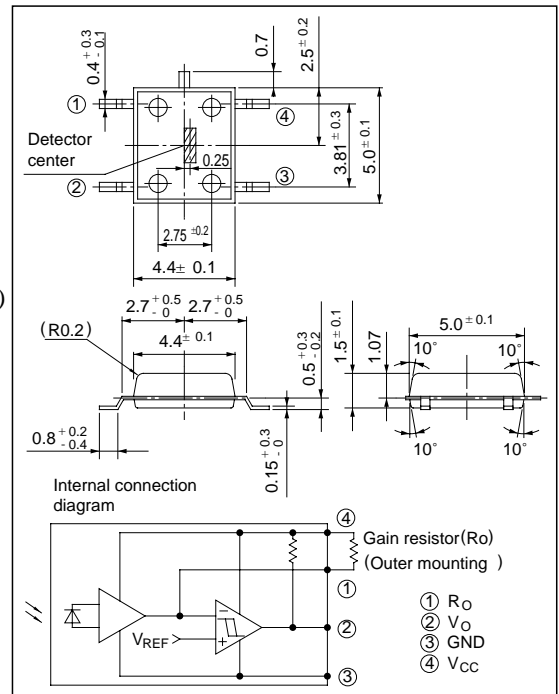 0.4 +0.3 -0.1
0.7
2.5± 0.2
①
④
Detector
center
0.25
3.81± 0.3
5.0± 0.1
②
③
2.75 ±0.2
4.4± 0.1
)
2.7 +0.5 -0
2.7 +0.5 -0
(R0.2)
4.4± 0.1
0.5 +0.3 -0.2
1.5± 0.1
1.07
5.0± 0.1
10°
10°
0.8 +0.2 -0.4
0.15 +0.3 -0
10°
10°
Internal connection
diagram
④
Gain resistor(Ro)
(Outer mounting )
①
−
VREF
+
②
③
① RO
② VO
③ GND
④ VCC